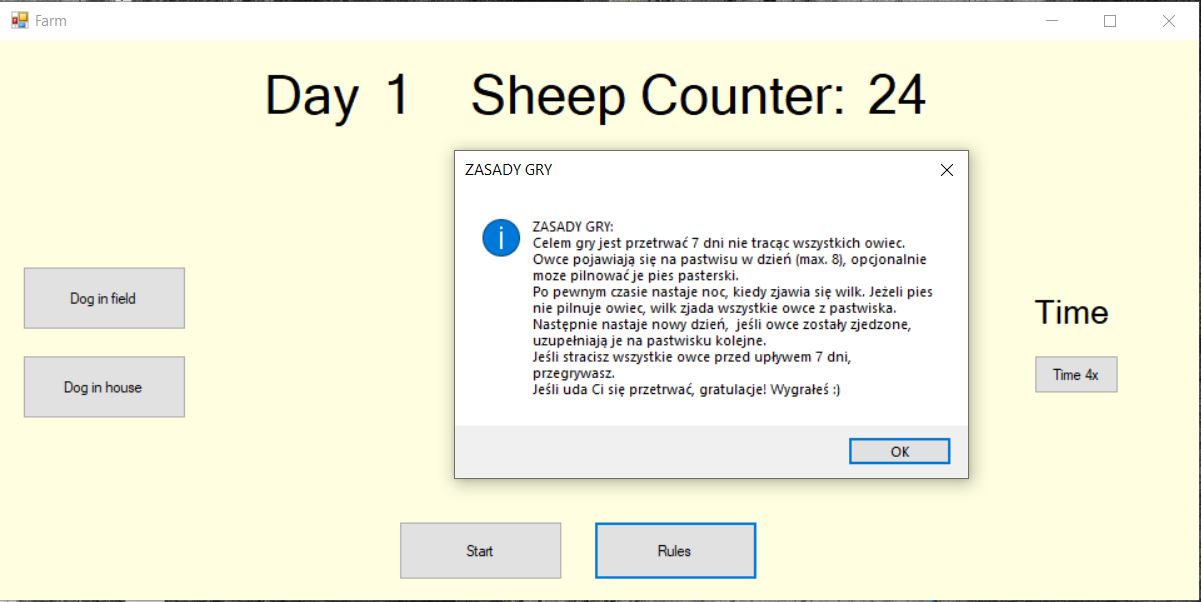 Farm
Day 1 Sheep Counter: 24
ZASADY GRY
ZASADY GRY:
Celem gry jest przetrwać 7 dni nie tracąc wszystkich owiec.
Owce pojawiają się na pastwisu w dzień (max. 8), opcjonalnie
moze pilnować je pies pasterski.
Po pewnym czasie nastaje noc, kiedy zjawia się wilk. Jeżeli pies
nie pilnuje owiec, wilk zjada wszystkie owce z pastwiska.
Następnie nastaje nowy dzień, jeśli owce zostały zjedzone,
uzupełniają je na pastwisku kolejne.
Jeśli stracisz wszystkie owce przed upływem 7 dni,
przegrywasz.
Jeśli uda Ci się przetrwać, gratulacje! Wygrałeś :)
OK
Dog in field
Dog in house
Time
Time 4x
Start
Rules